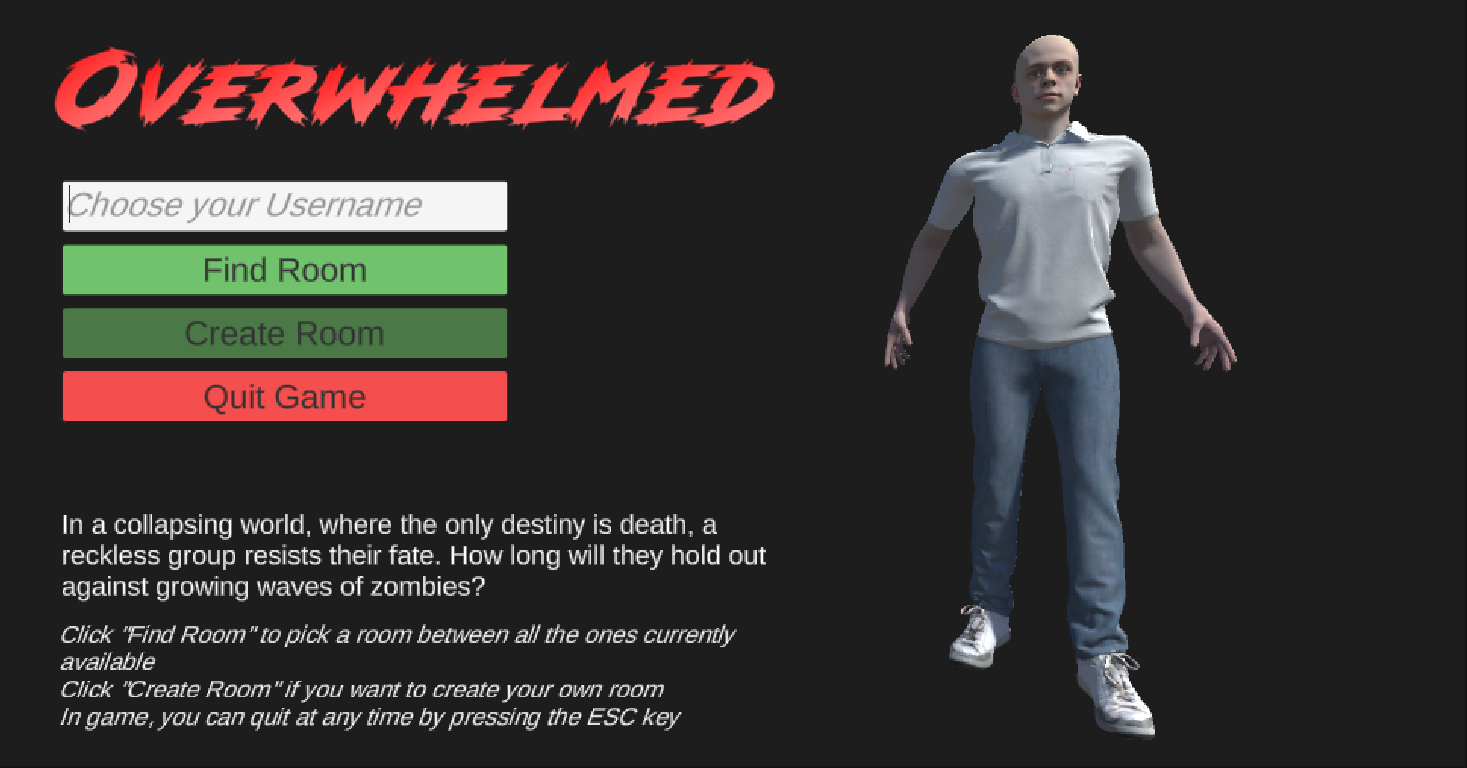 OVERWHELMED
Choose your Username
Find Room
Create Room
Quit Game
In a collapsing world, where the only destiny is death, a
reckless group resists their fate. How long will they hold out
against growing waves of zombies?
Click "Find Room" to pick a room between all the ones currently
available
Click "Create Room" if you want to create your own room
In game, you can quit at any time by pressing the ESC key